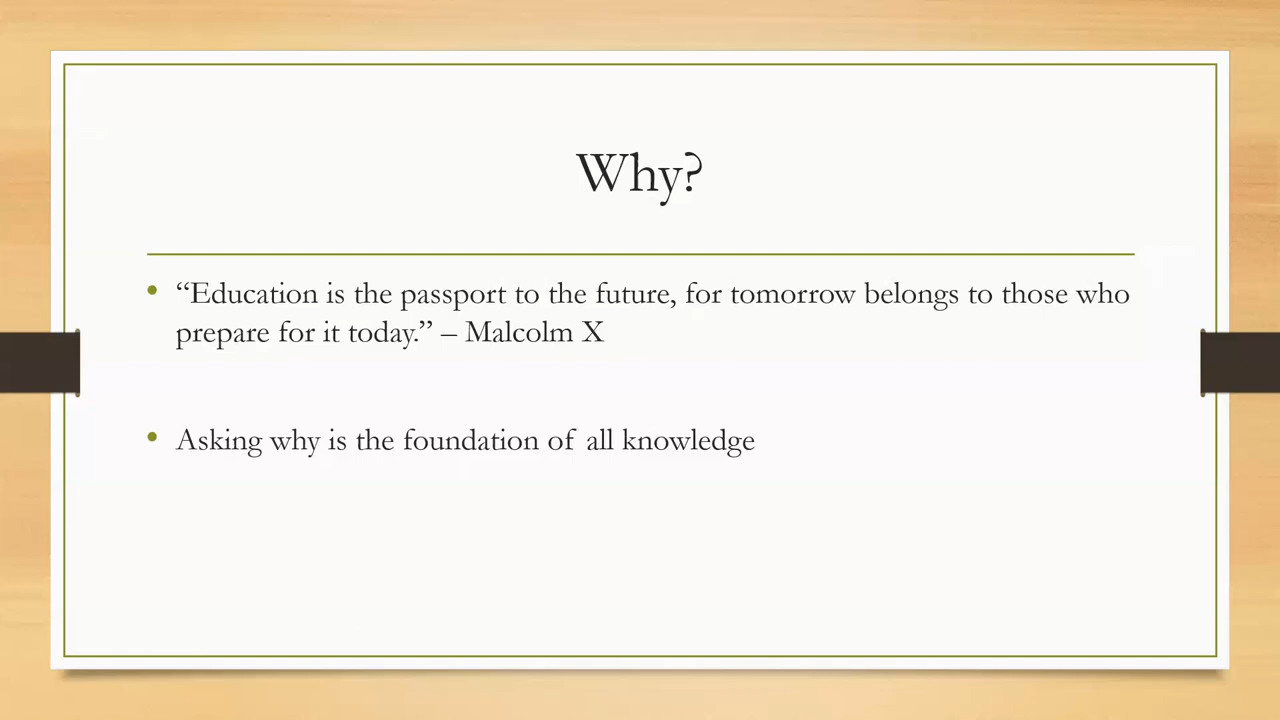 Why?
• “Education is the passport to the future, for tomorrow belongs to those who
prepare for it today.” – Malcolm X
• Asking why is the foundation of all knowledge